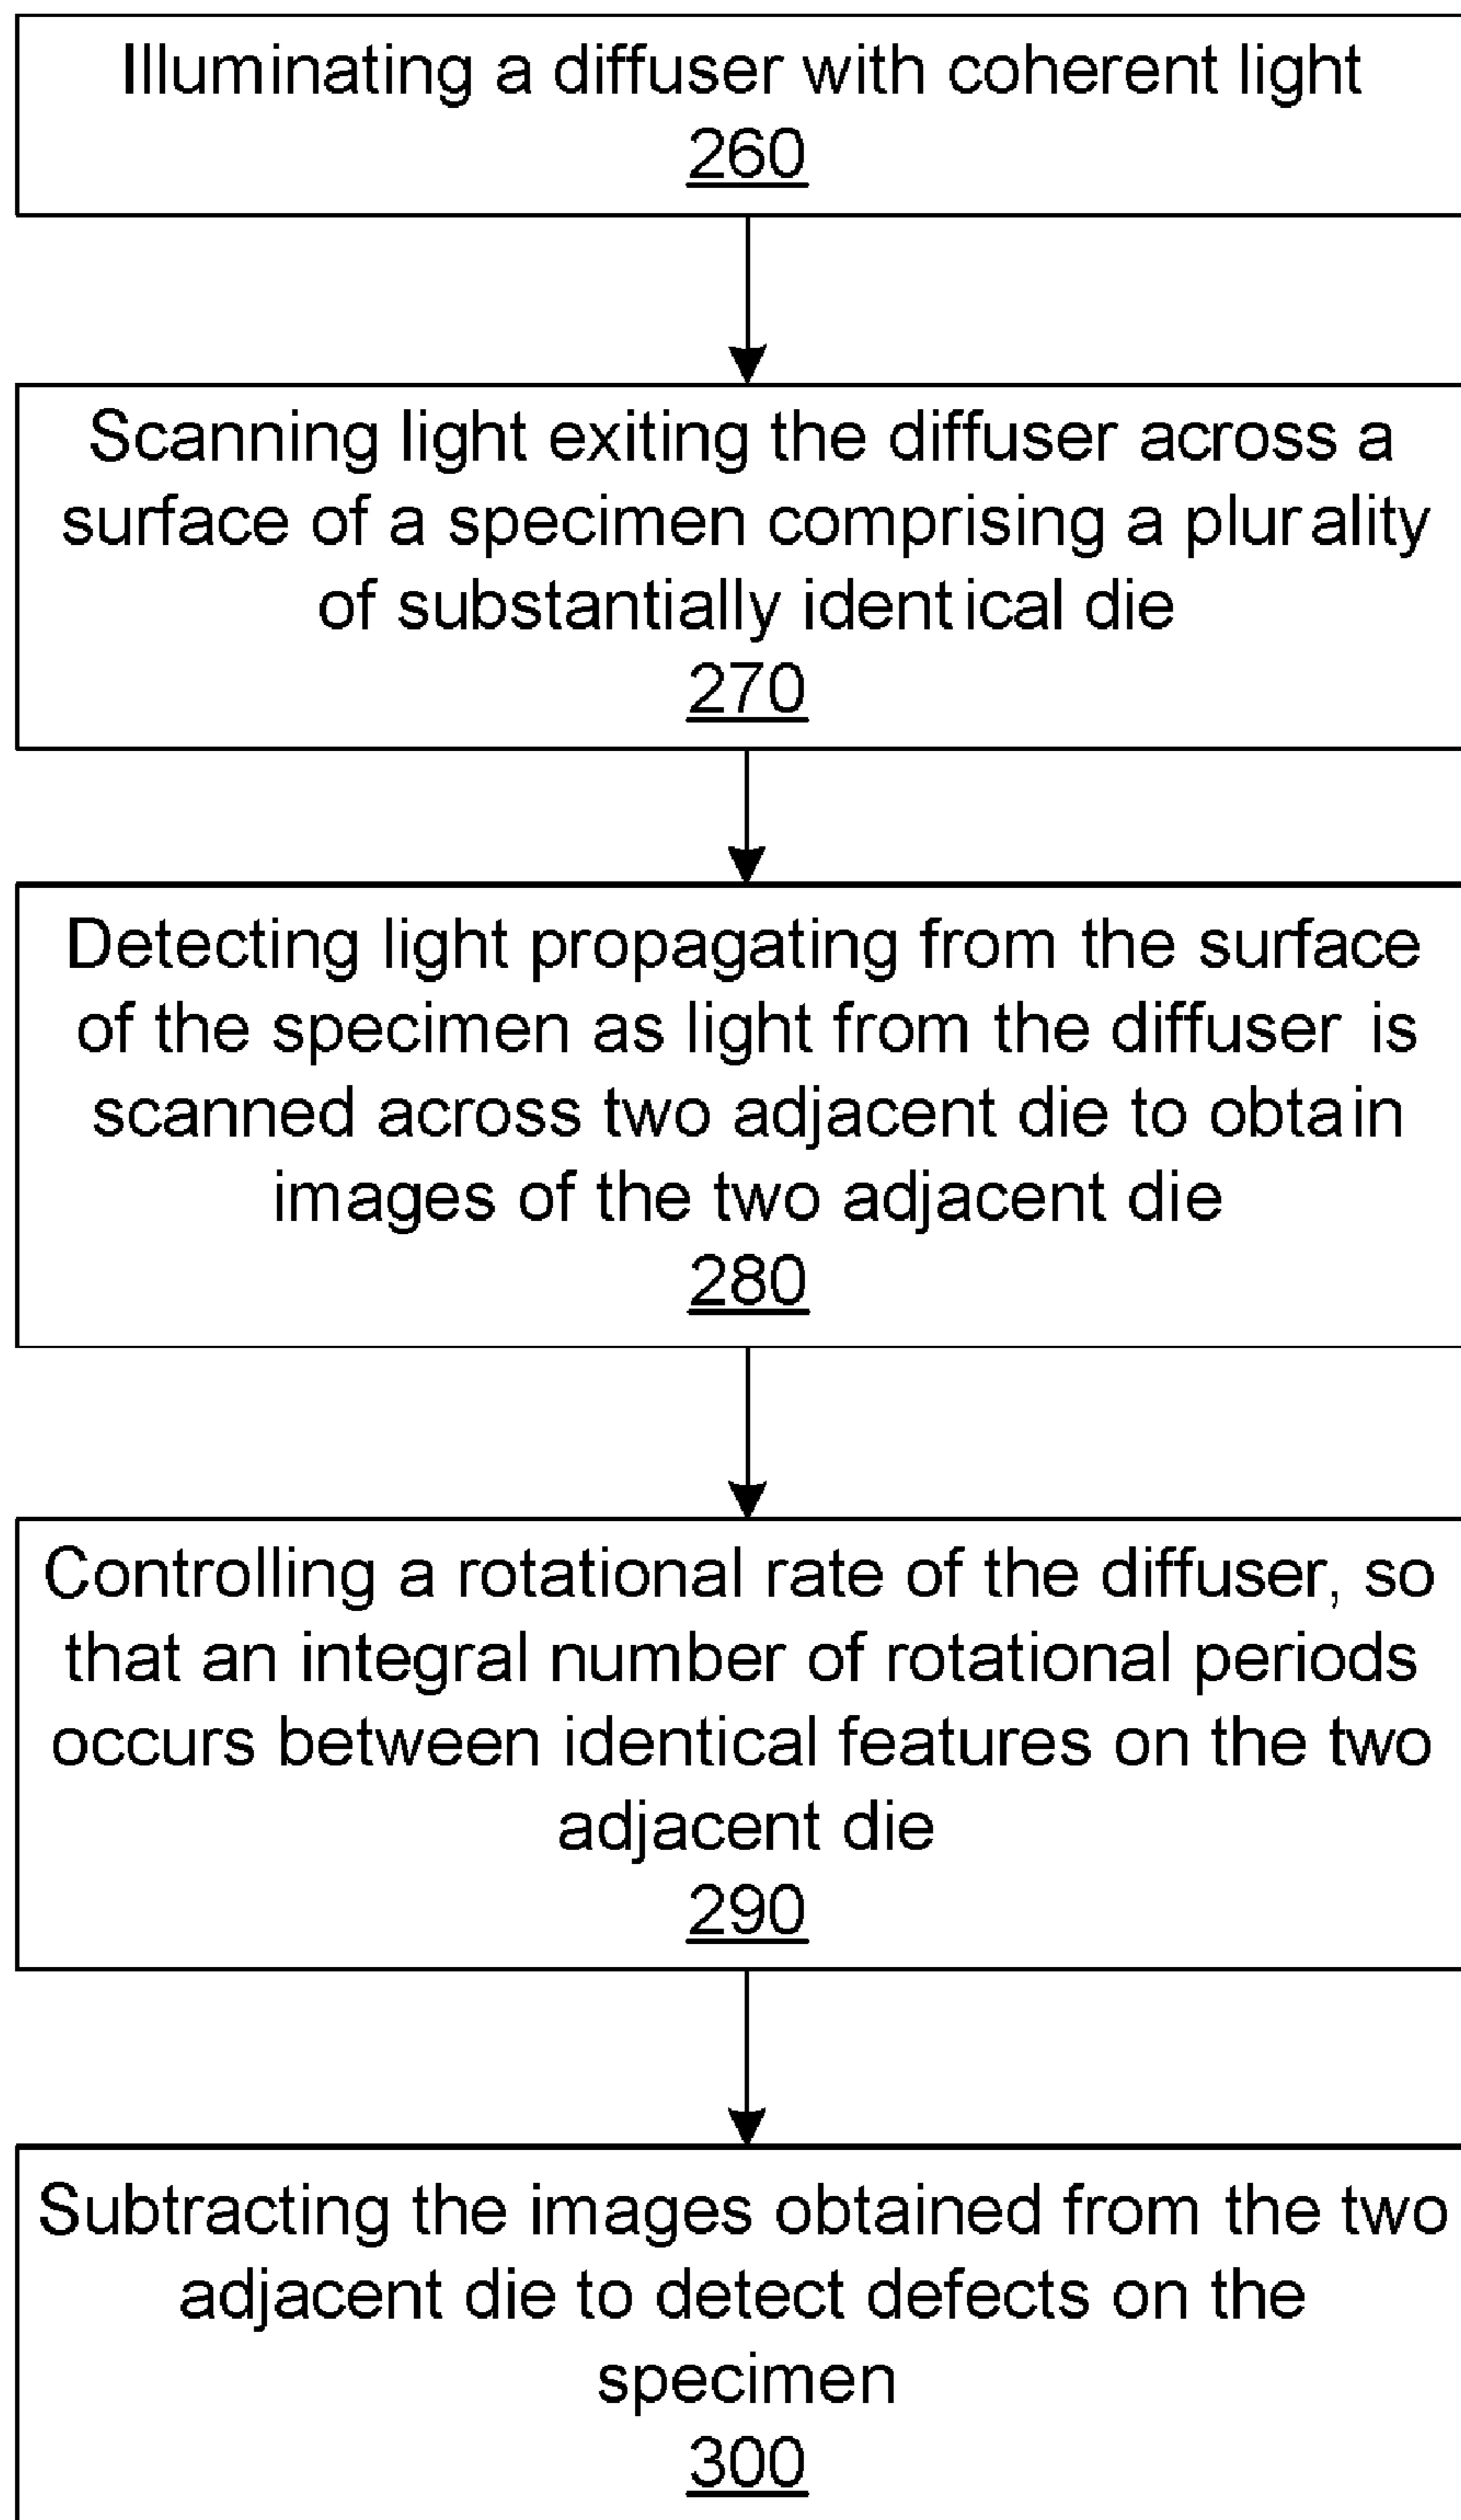 Illuminating a diffuser with coherent light
260
Scanning light exiting the diffuser across a
surface of a specimen comprising a plurality
of substantially identical die
270
Detecting light propagating from the surface
of the specimen as light from the diffuser is
scanned across two adjacent die to obtain
images of the two adjacent die
280
Controlling a rotational rate of the diffuser, so
that an integral number of rotational periods
occurs between identical features on the two
adjacent die
290
Subtracting the images obtained from the two
adjacent die to detect defects on the
specimen
300